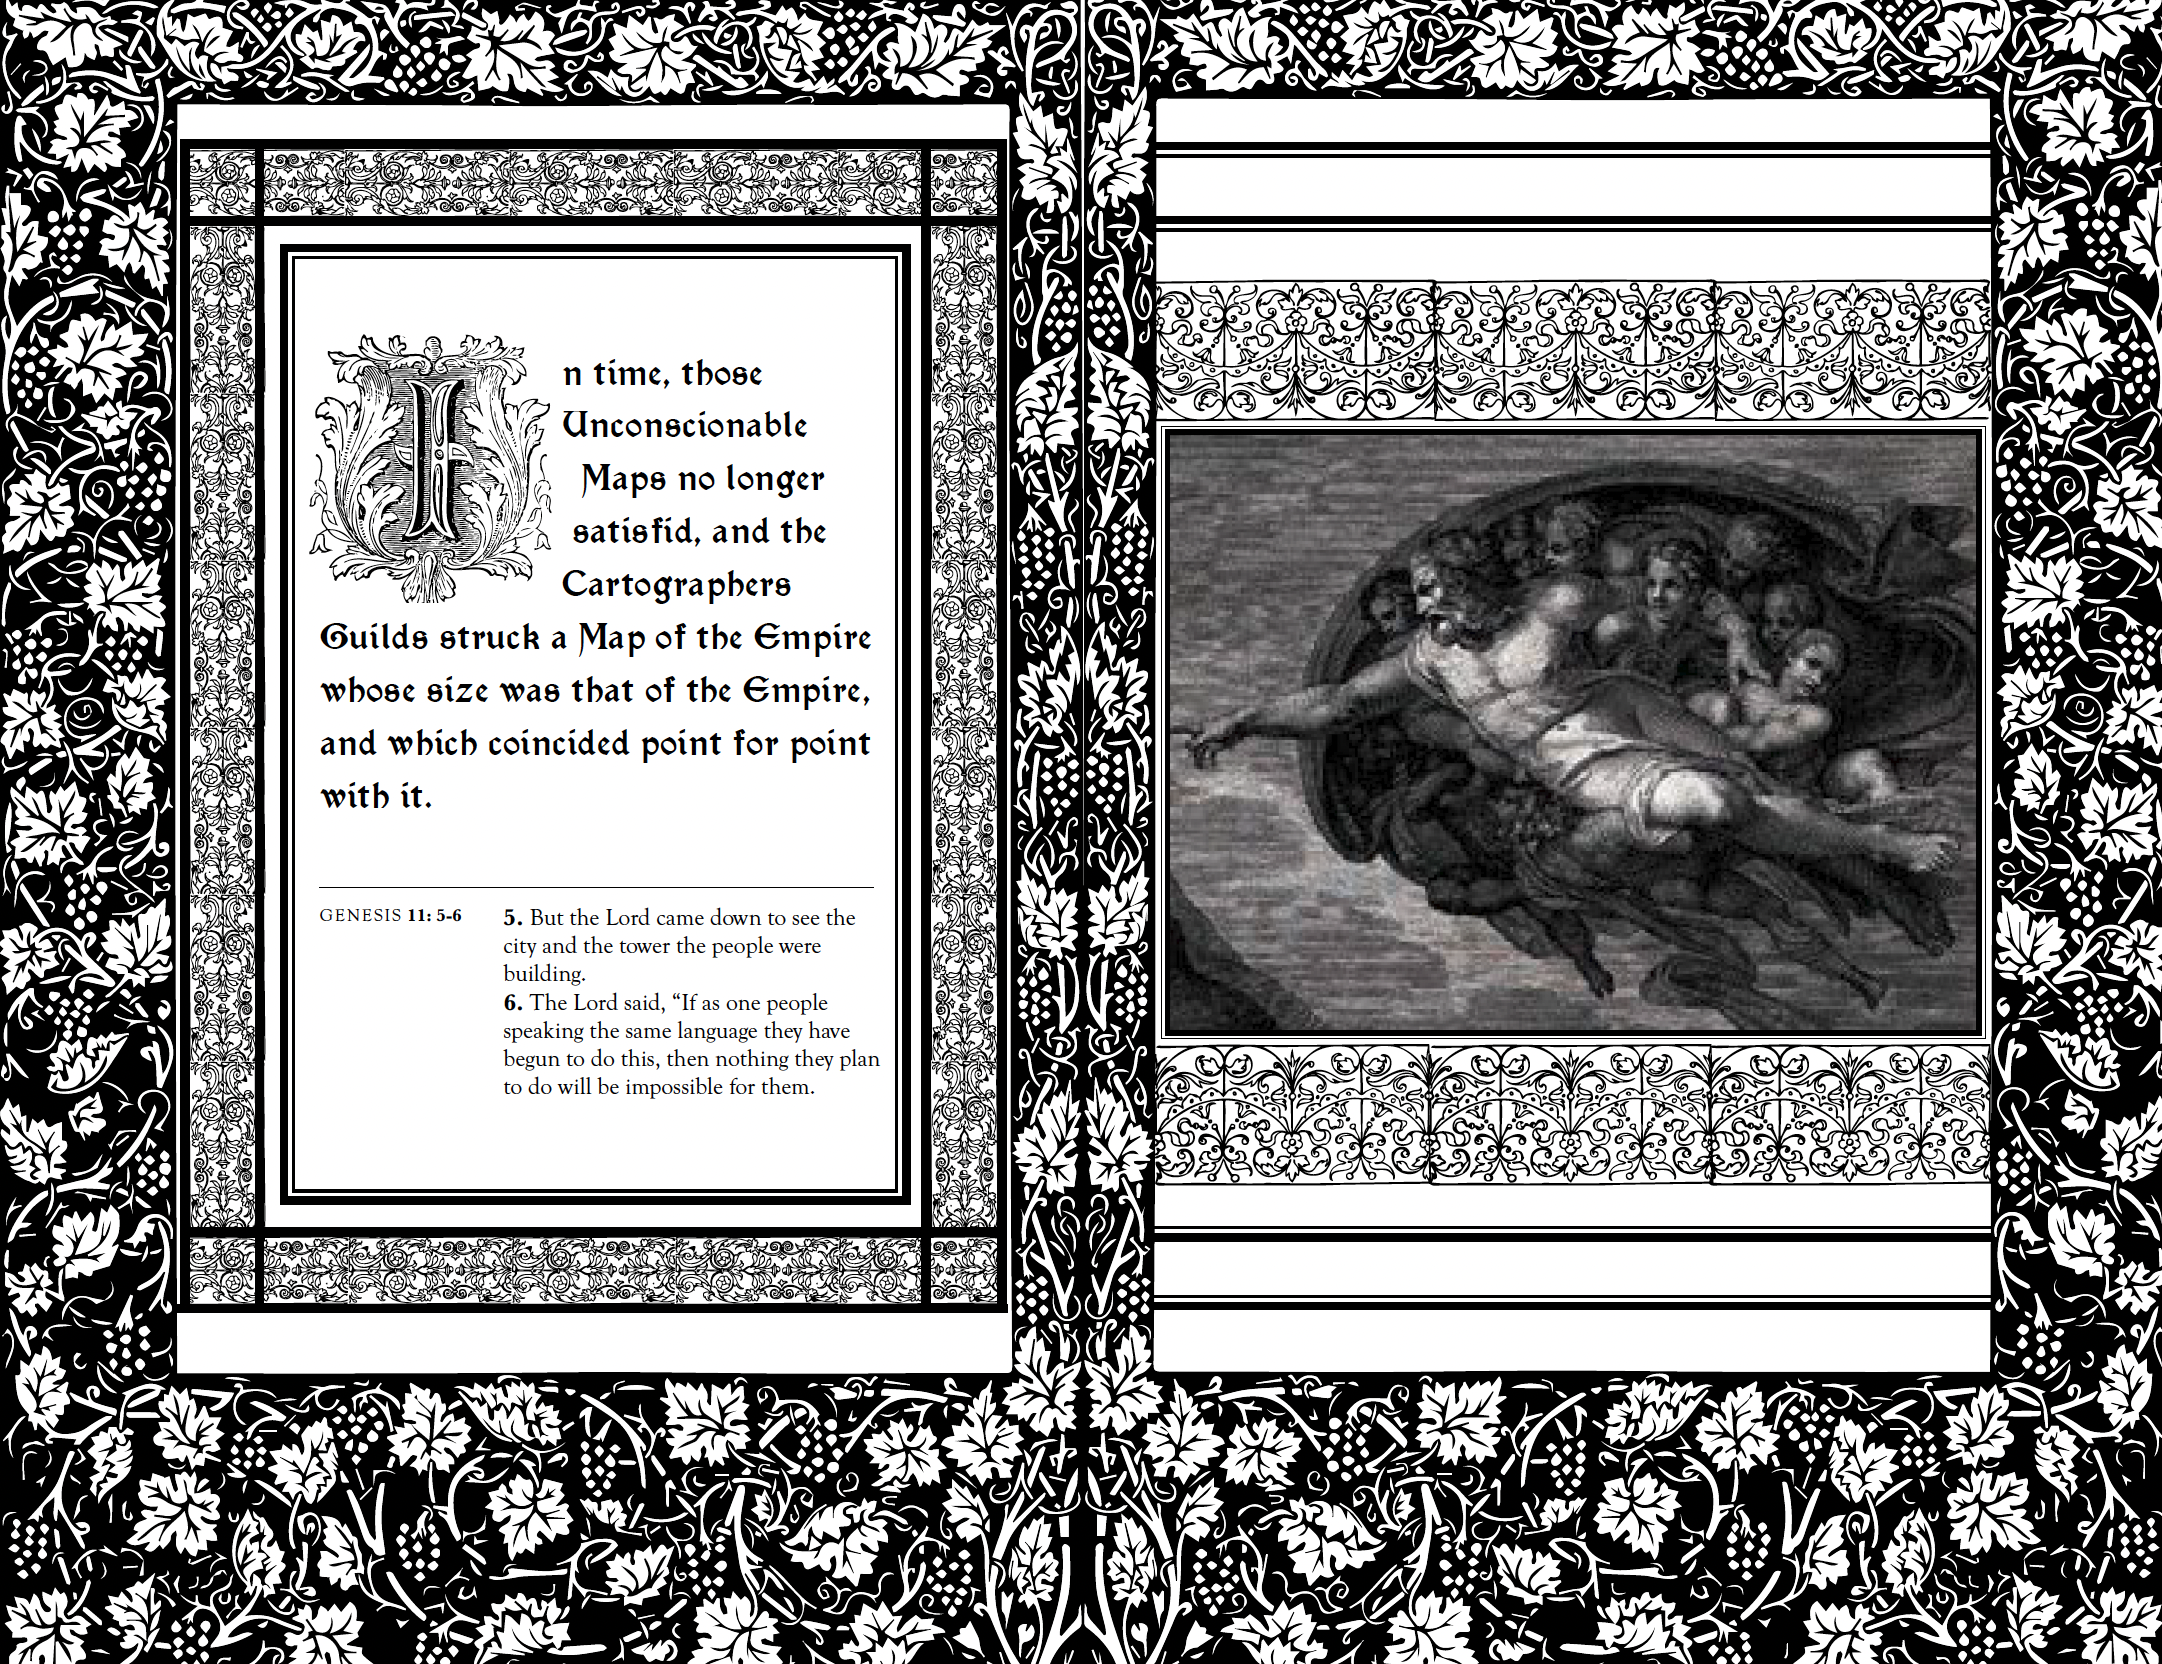 In time, those
Unconscionable
Maps no longer
satisfid, and the
Cartographers
Guilds struck a Map of the Empire
whose size was that of the Empire,
and which coincided point for point
with it.
GENESIS 11: 5-6
5. But the Lord came down to see the
city and the tower the people were
building.
6. The Lord said, “If as one people
speaking the same language they have
begun to do this, then nothing they plan
to do will be impossible for them.